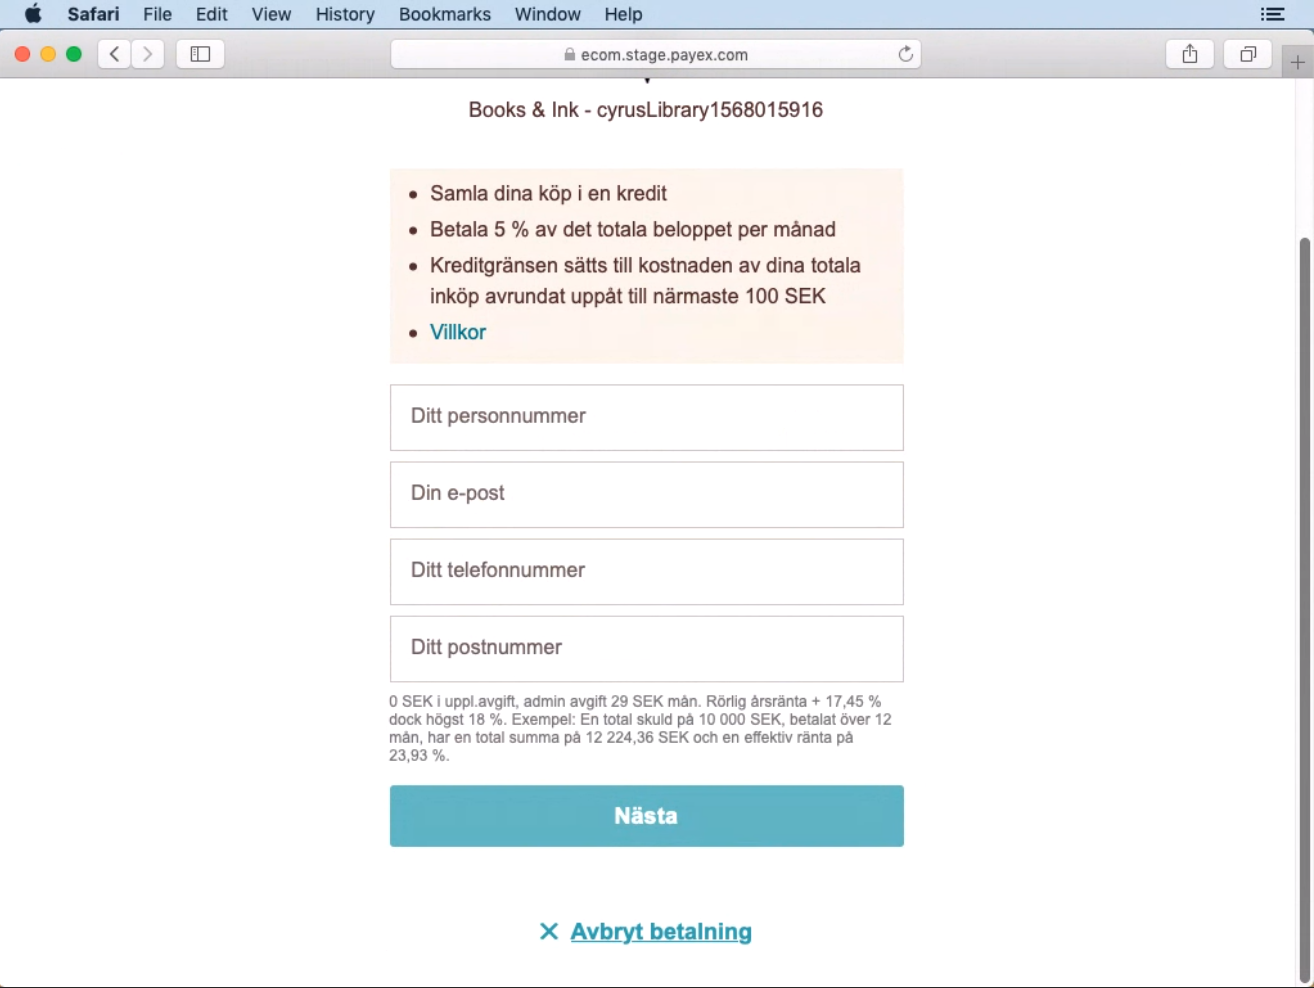 Safari File Edit View History Bookmarks Window Help
ecom.stage.payex.com
Books & Ink - cyrusLibrary1568015916
Samla dina köp i en kredit
Betala 5 % av det totala beloppet per månad
Kreditgränsen sätts till kostnaden av dina totala
inköp avrundat uppåt till närmaste 100 SEK
Villkor
Ditt personnummer
Din e-post
Ditt telefonnummer
Ditt postnummer
0 SEK i uppl.avgift, admin avgift 29 SEK mån. Rörlig årsränta + 17,45 %
dock högst 18 %. Exempel: En total skuld på 10 000 SEK, betalat över 12
mån, har en total summa på 12 224,36 SEK och en effektiv ränta på
23,93 %.
Nästa
Avbryt betalning